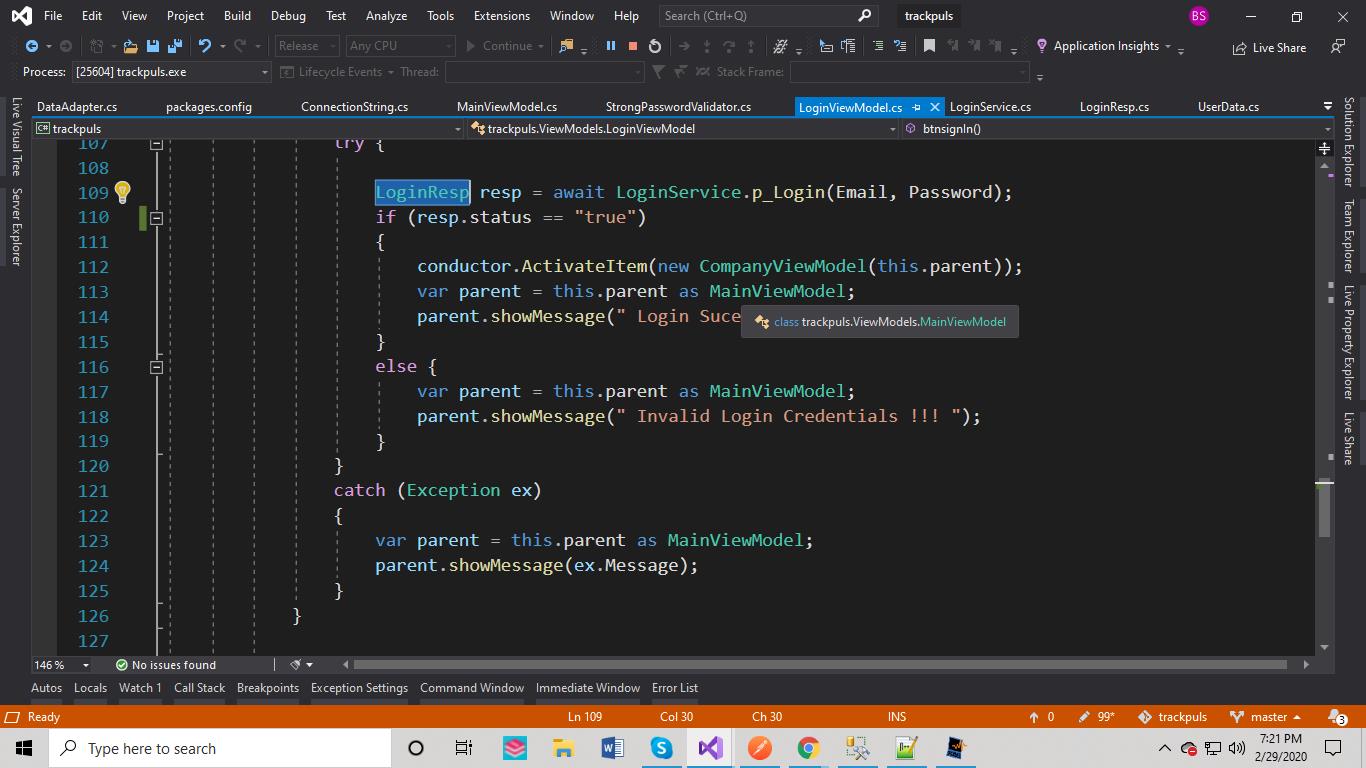 File Edit View Project Build Debug Test Analyze Tools Extensions Window Help Search (Ctrl+Q) trackpuls BS
Release Any CPU Continue Application Insights Live Share
Process: [25604] trackpuls.exe Lifecycle Events Thread: Stack Frame:
DataAdapter.cs packages.config ConnectionString.cs MainViewModel.cs StrongPasswordValidator.cs LoginViewModel.cs LoginService.cs LoginResp.cs UserData.cs
C# trackpuls trackpuls.ViewModels.LoginViewModel btnsignIn()
Live Visual Tree
Server Explorer
107 try {
108
109 LoginResp resp = await LoginService.p_Login(Email, Password);
110 if (resp.status == "true")
111 {
112 conductor.ActivateItem(new CompanyViewModel(this.parent));
113 var parent = this.parent as MainViewModel;
114 parent.showMessage(" Login Suce
class trackpuls.ViewModels.MainViewModel
115 }
116 else {
117 var parent = this.parent as MainViewModel;
118 parent.showMessage(" Invalid Login Credentials !!! ");
119 }
120 }
121 catch (Exception ex)
122 {
123 var parent = this.parent as MainViewModel;
124 parent.showMessage(ex.Message);
125 }
126 }
127
Solution Explorer
Team Explorer
Live Property Explorer
Live Share
146 % No issues found
Autos Locals Watch 1 Call Stack Breakpoints Exception Settings Command Window Immediate Window Error List
Ready Ln 109 Col 30 Ch 30 INS 0 99* trackpuls master 3
Type here to search 7:21 PM
2/29/2020